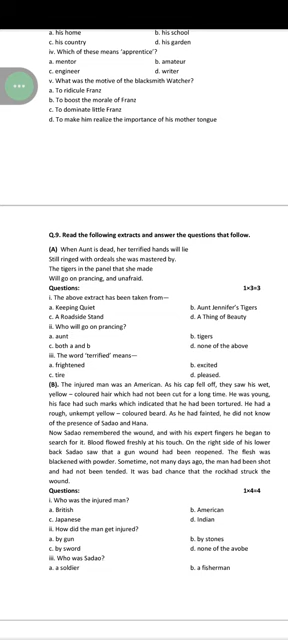 a. his home b. his school
c. his country d. his garden
iv. Which of these means 'apprentice'?
a. mentor b. amateur
c. engineer d. writer
v. What was the motive of the blacksmith Watcher?
a. To ridicule Franz
b. To boost the morale of Franz
c. To dominate little Franz
d. To make him realize the importance of his mother tongue
Q.9. Read the following extracts and answer the questions that follow.
(A) When Aunt is dead, her terrified hands will lie
Still ringed with ordeals she was mastered by.
The tigers in the panel that she made
Will go on prancing, and unafraid.
Questions: 1×3=3
i. The above extract has been taken from—
a. Keeping Quiet b. Aunt Jennifer's Tigers
c. A Roadside Stand d. A Thing of Beauty
ii. Who will go on prancing?
a. aunt b. tigers
c. both a and b d. none of the above
iii. The word 'terrified' means—
a. frightened b. excited
c. tire d. pleased.
(B). The injured man was an American. As his cap fell off, they saw his wet,
yellow – coloured hair which had not been cut for a long time. He was young,
his face had such marks which indicated that he had been tortured. He had a
rough, unkempt yellow – coloured beard. As he had fainted, he did not know
of the presence of Sadao and Hana.
Now Sadao remembered the wound, and with his expert fingers he began to
search for it. Blood flowed freshly at his touch. On the right side of his lower
back Sadao saw that a gun wound had been reopened. The flesh was
blackened with powder. Sometime, not many days ago, the man had been shot
and had not been tended. It was bad chance that the rockhad struck the
wound.
Questions: 1×4=4
i. Who was the injured man?
a. British b. American
c. Japanese d. Indian
ii. How did the man get injured?
a. by gun b. by stones
c. by sword d. none of the avobe
iii. Who was Sadao?
a. a soldier b. a fisherman